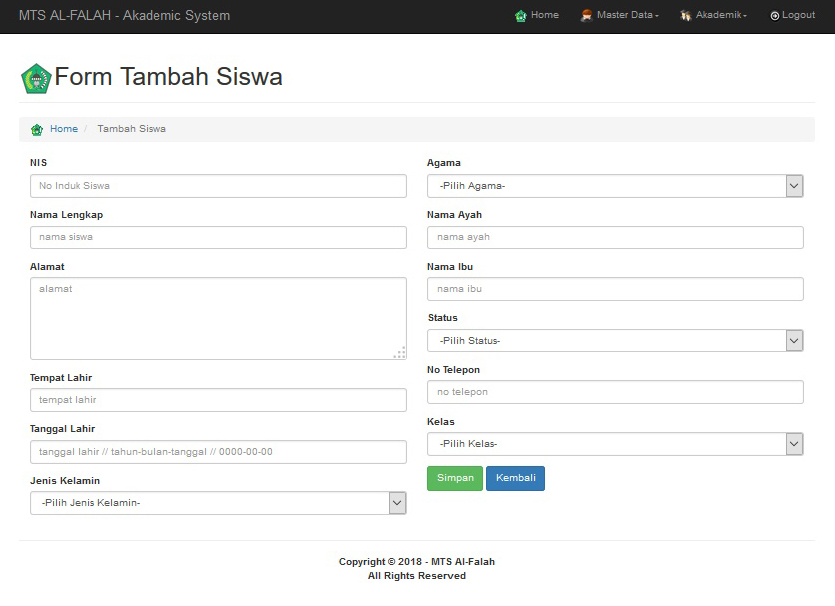 MTS AL-FALAH - Akademic System
Home
Master Data
Akademik
Logout
Form Tambah Siswa
Home / Tambah Siswa
NIS
No Induk Siswa
Nama Lengkap
nama siswa
Alamat
alamat
Tempat Lahir
tempat lahir
Tanggal Lahir
tanggal lahir // tahun-bulan-tanggal // 0000-00-00
Jenis Kelamin
-Pilih Jenis Kelamin-
Agama
-Pilih Agama-
Nama Ayah
nama ayah
Nama Ibu
nama ibu
Status
-Pilih Status-
No Telepon
no telepon
Kelas
-Pilih Kelas-
Simpan
Kembali
Copyright © 2018 - MTS Al-Falah
All Rights Reserved